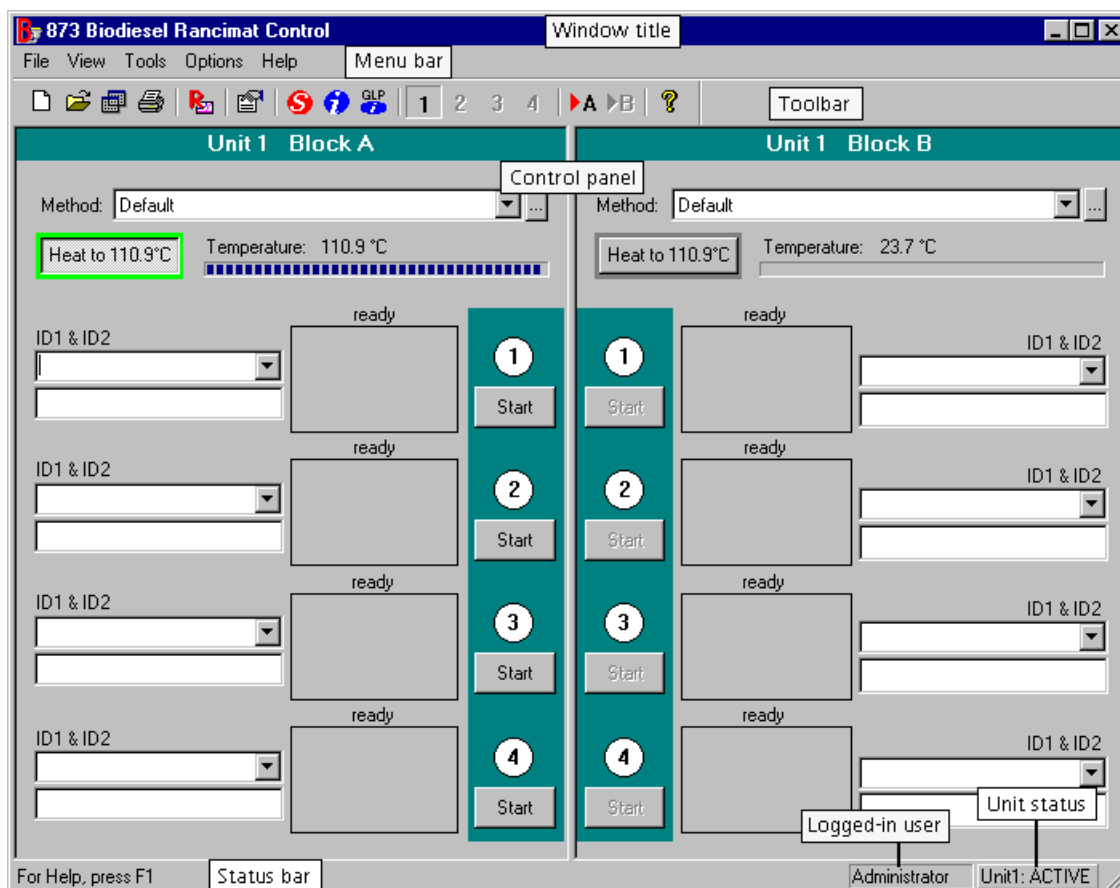 873 Biodiesel Rancimat Control Window title
File View Tools Options Help Menu bar
GLP 1 2 3 4 A B ? Toolbar
Unit 1 Block A
Unit 1 Block B
Control panel
Method: Default ...
Method: Default ...
Heat to 110.9°C Temperature: 110.9 °C
Heat to 110.9°C Temperature: 23.7 °C
ready
ID1 & ID2
1
Start
ready
ID1 & ID2
1
Start
ready
ID1 & ID2
2
Start
ready
ID1 & ID2
2
Start
ready
ID1 & ID2
3
Start
ready
ID1 & ID2
3
Start
ready
ID1 & ID2
4
Start
ready
ID1 & ID2
4
Start
Unit status
Logged-in user
For Help, press F1 Status bar Administrator Unit1: ACTIVE